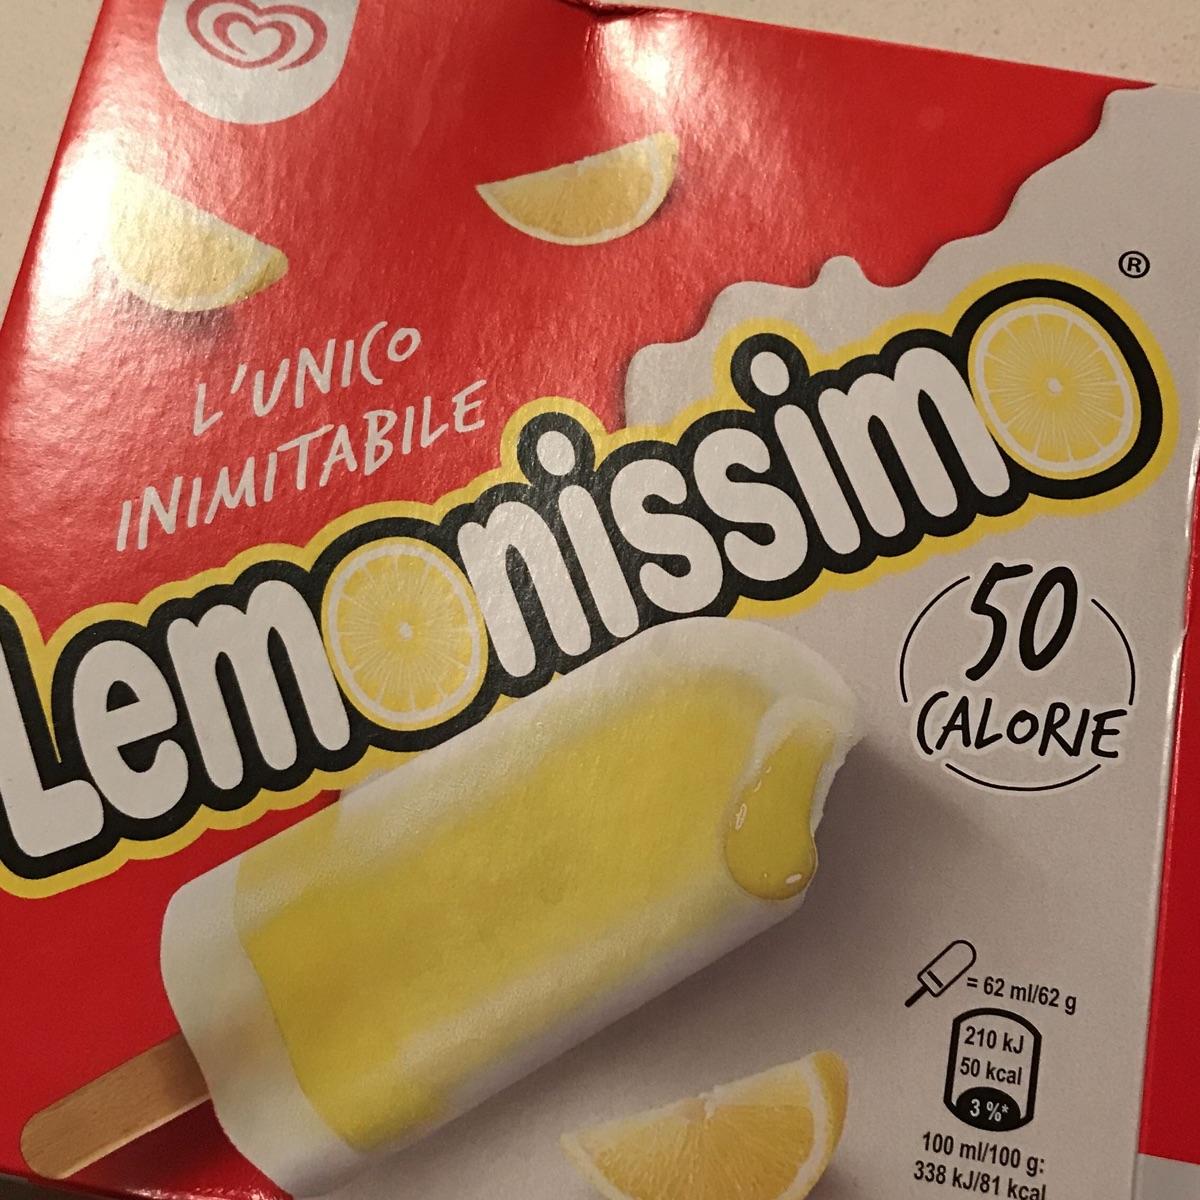 L'UNICO
INIMITABILE
Lemonissimo®
50
CALORIE
= 62 ml/62 g
210 kJ
50 kcal
3 %*
100 ml/100 g:
338 kJ/81 kcal